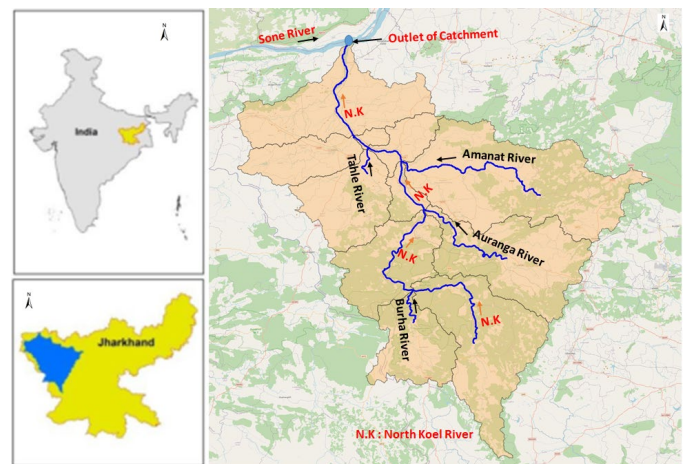 N
India
N
Jharkhand
N
Sone River
Outlet of Catchment
N.K
Tahle River
Amanat River
N.K
Auranga River
N.K
Burha River
N.K
N.K : North Koel River